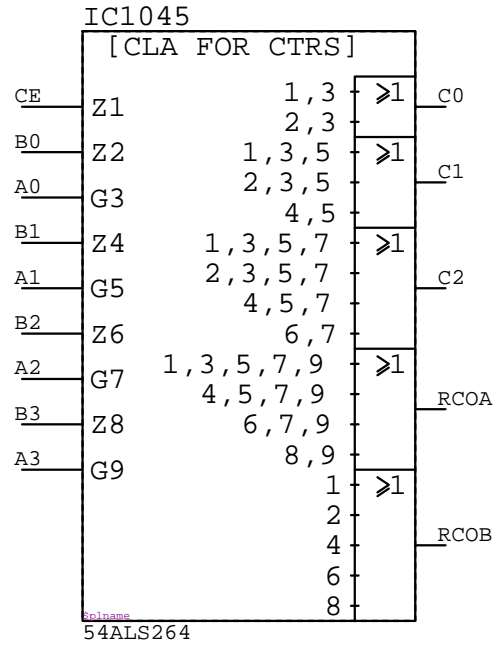 IC1045
[CLA FOR CTRS]
CE Z1 1,3 ⩾1 C0
2,3
B0 Z2 1,3,5 ⩾1
A0 G3 2,3,5 C1
4,5
B1 Z4 1,3,5,7 ⩾1
A1 G5 2,3,5,7 C2
4,5,7
B2 Z6 6,7
A2 G7 1,3,5,7,9 ⩾1
4,5,7,9 RCOA
B3 Z8 6,7,9
A3 G9 8,9
1 ⩾1
2
4 RCOB
6
8
$plname
54ALS264